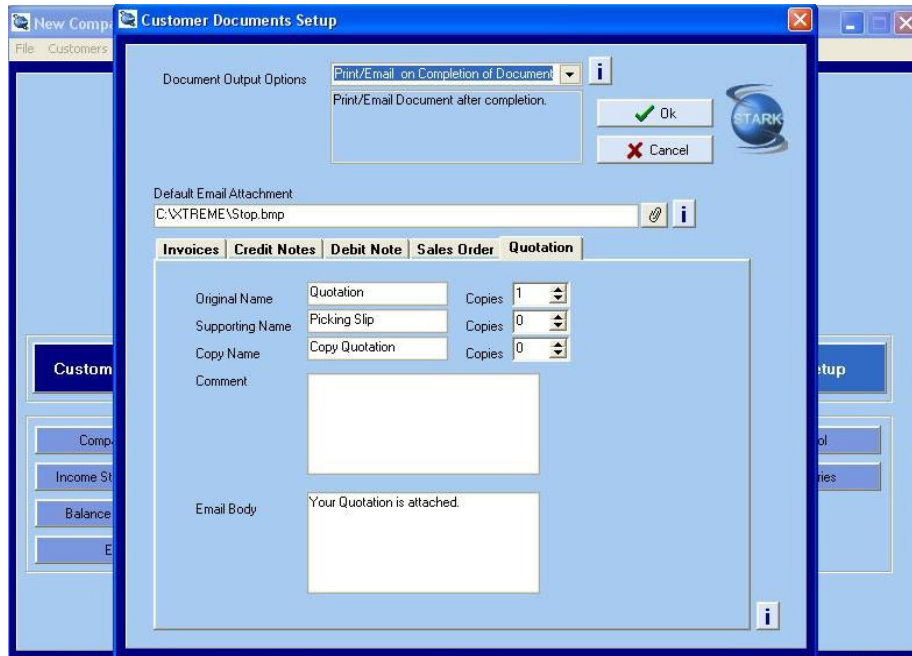 New Compa
Customer Documents Setup
File Customers
Document Output Options
Print/Email on Completion of Document
i
Print/Email Document after completion.
Ok
STARK
Cancel
Default Email Attachment
C:\XTREME\Stop.bmp
i
Invoices Credit Notes Debit Note Sales Order Quotation
Original Name Quotation Copies 1
Supporting Name Picking Slip Copies 0
Copy Name Copy Quotation Copies 0
Custom
etup
Comment
Compa
ol
Income St
ries
Email Body Your Quotation is attached.
Balance
E
i